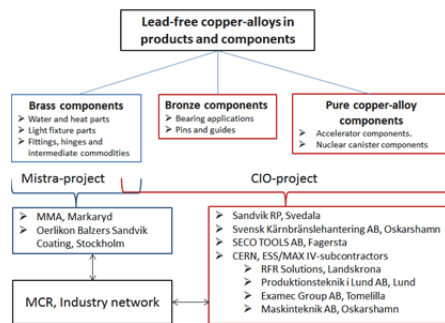 Lead-free copper-alloys in
products and components
Brass components
Water and heat parts
Light fixture parts
Fittings, hinges and
intermediate commodities
Bronze components
Bearing applications
Pins and guides
Pure copper-alloy
components
Accelerator components.
Nuclear canister components
Mistra-project
CIO-project
MMA, Markaryd
Oerlikon Balzers Sandvik
Coating, Stockholm
Sandvik RP, Svedala
Svensk Kärnbränslehantering AB, Oskarshamn
SECO TOOLS AB, Fagersta
CERN, ESS/MAX IV-subcontractors
RFR Solutions, Landskrona
Produktionsteknik i Lund AB, Lund
Examec Group AB, Tomelilla
Maskinteknik AB, Oskarshamn
MCR, Industry network